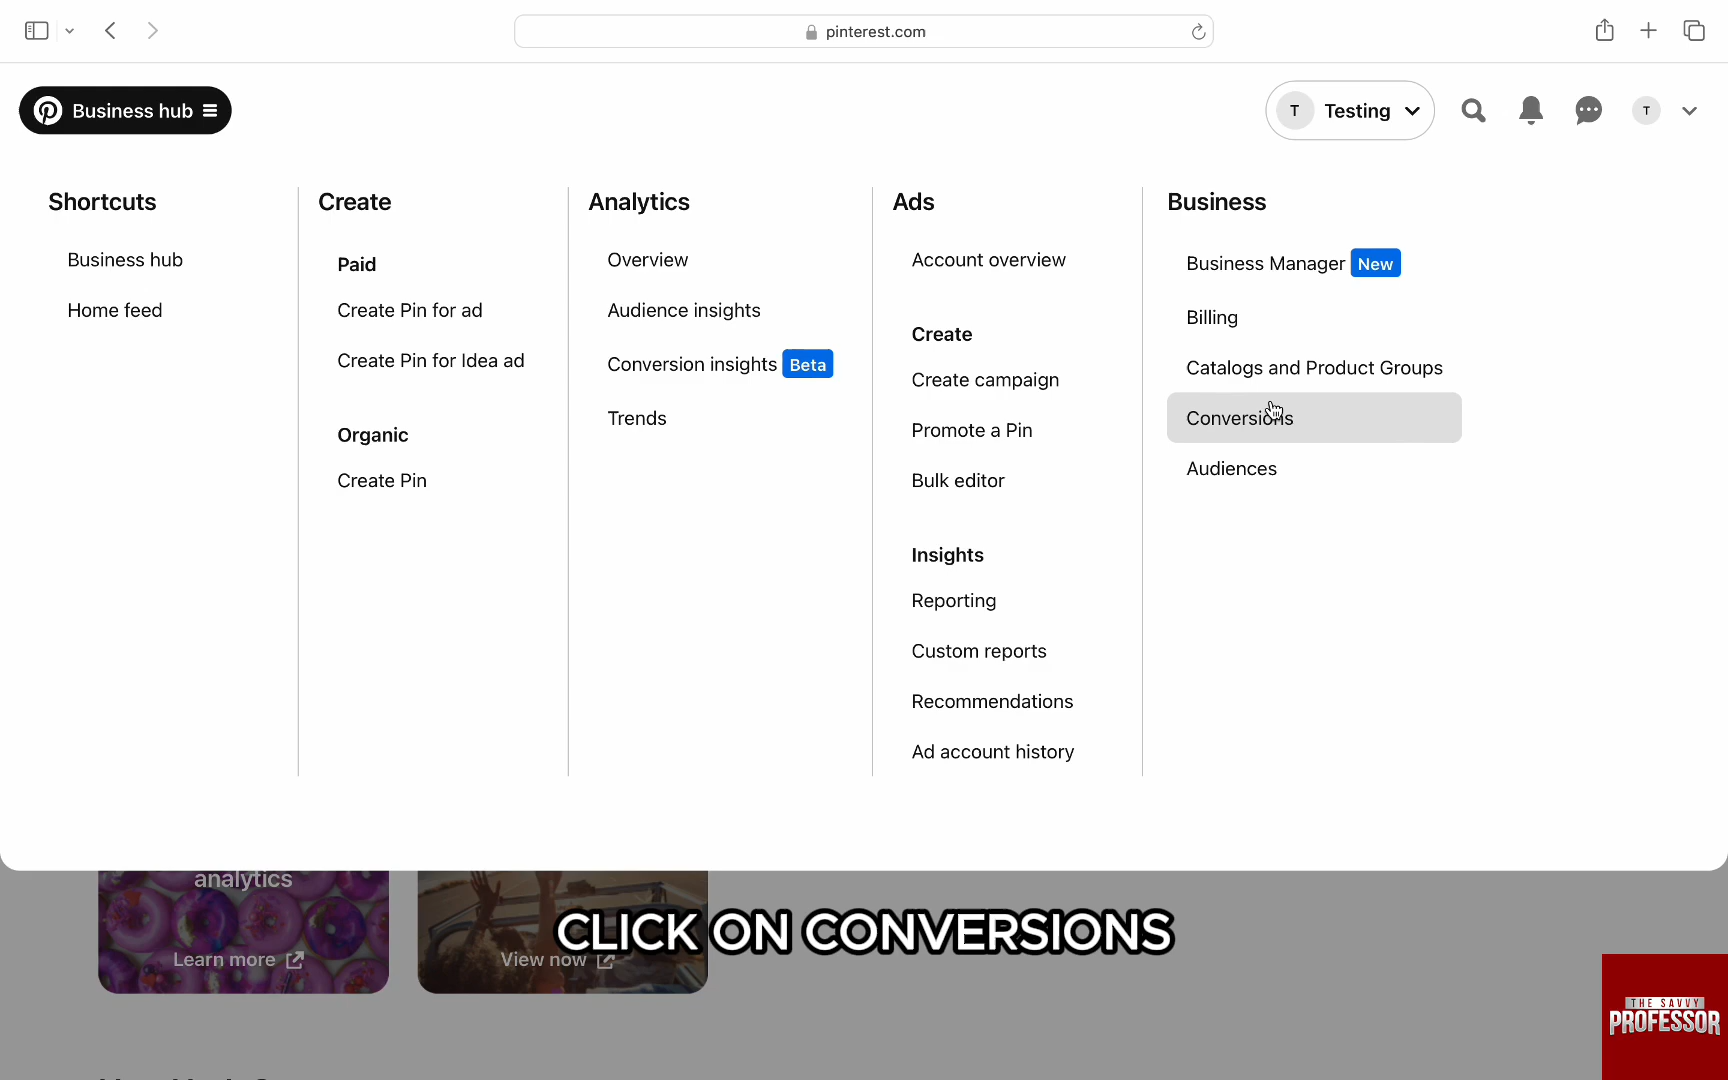 pinterest.com
Business hub
T Testing
T
Shortcuts
Business hub
Home feed
Create
Paid
Create Pin for ad
Create Pin for Idea ad
Organic
Create Pin
Analytics
Overview
Audience insights
Conversion insights Beta
Trends
Ads
Account overview
Create
Create campaign
Promote a Pin
Bulk editor
Insights
Reporting
Custom reports
Recommendations
Ad account history
Business
Business Manager New
Billing
Catalogs and Product Groups
Conversions
Audiences
analytics
Learn more
View now
CLICK ON CONVERSIONS
THE SAVVY
PROFESSOR